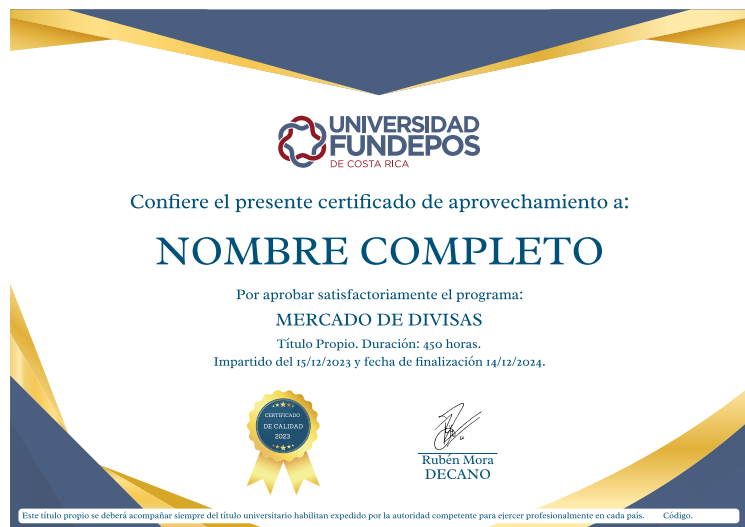 UNIVERSIDAD
FUNDEPOS
DE COSTA RICA
Confiere el presente certificado de aprovechamiento a:
NOMBRE COMPLETO
Por aprobar satisfactoriamente el programa:
MERCADO DE DIVISAS
Título Propio. Duración: 450 horas.
Impartido del 15/12/2023 y fecha de finalización 14/12/2024.
CERTIFICADO
DE CALIDAD
2023
Rubén Mora
DECANO
Este título propio se deberá acompañar siempre del título universitario habilitan expedido por la autoridad competente para ejercer profesionalmente en cada país. Código.